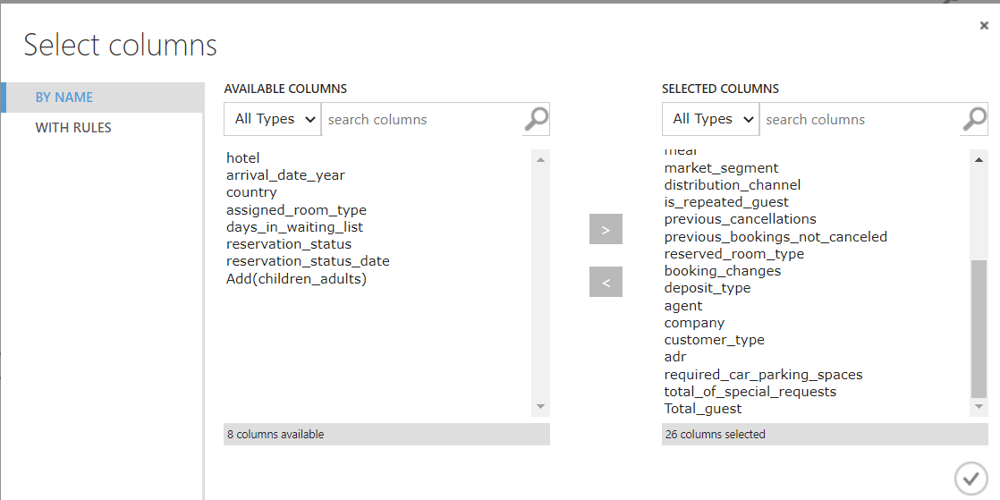 Select columns
BY NAME
WITH RULES
AVAILABLE COLUMNS
All Types
search columns
hotel
arrival_date_year
country
assigned_room_type
days_in_waiting_list
reservation_status
reservation_status_date
Add(children_adults)
8 columns available
>
<
SELECTED COLUMNS
All Types
search columns
meal
market_segment
distribution_channel
is_repeated_guest
previous_cancellations
previous_bookings_not_canceled
reserved_room_type
booking_changes
deposit_type
agent
company
customer_type
adr
required_car_parking_spaces
total_of_special_requests
Total_guest
26 columns selected